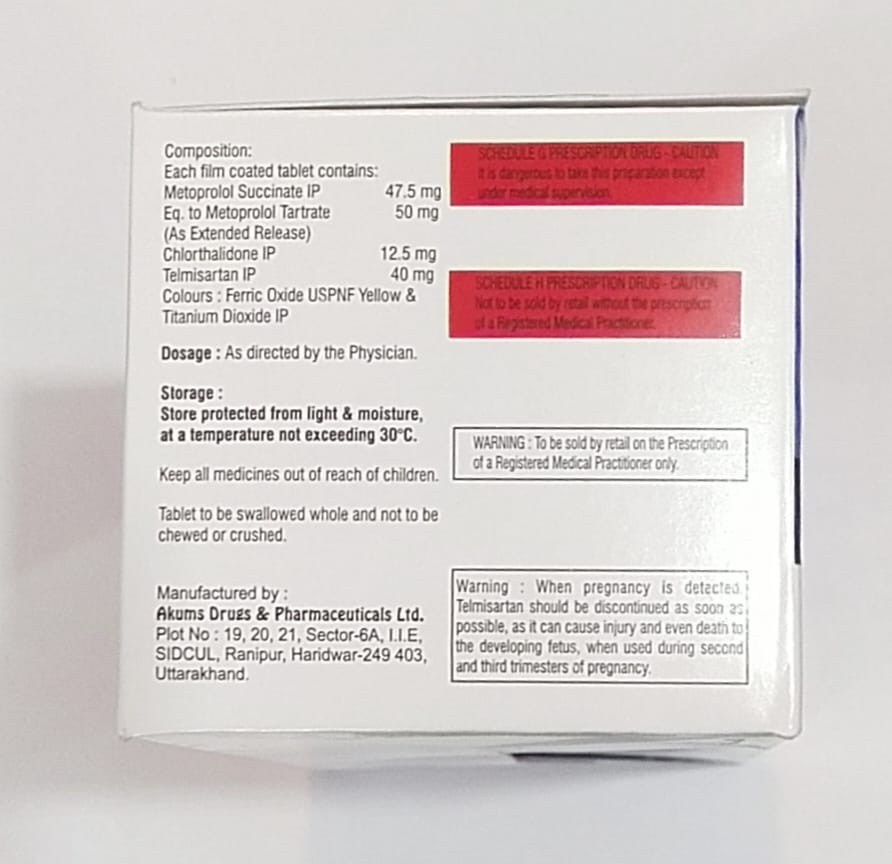 Composition:
Each film coated tablet contains:
Metoprolol Succinate IP 47.5 mg
Eq. to Metoprolol Tartrate 50 mg
(As Extended Release)
Chlorthalidone IP 12.5 mg
Telmisartan IP 40 mg
Colours : Ferric Oxide USPNF Yellow &
Titanium Dioxide IP
Dosage : As directed by the Physician.
Storage :
Store protected from light & moisture,
at a temperature not exceeding 30°C.
Keep all medicines out of reach of children.
Tablet to be swallowed whole and not to be
chewed or crushed.
Manufactured by :
Akums Drugs & Pharmaceuticals Ltd.
Plot No : 19, 20, 21, Sector-6A, I.I.E,
SIDCUL, Ranipur, Haridwar-249 403,
Uttarakhand.
SCHEDULE G PRESCRIPTION DRUG - CAUTION
It is dangerous to take this preparation except
under medical supervision.
SCHEDULE H PRESCRIPTION DRUG - CAUTION
Not to be sold by retail without the prescription
of a Registered Medical Practitioner.
WARNING : To be sold by retail on the Prescription
of a Registered Medical Practitioner only.
Warning : When pregnancy is detected,
Telmisartan should be discontinued as soon as
possible, as it can cause injury and even death to
the developing fetus, when used during second
and third trimesters of pregnancy.